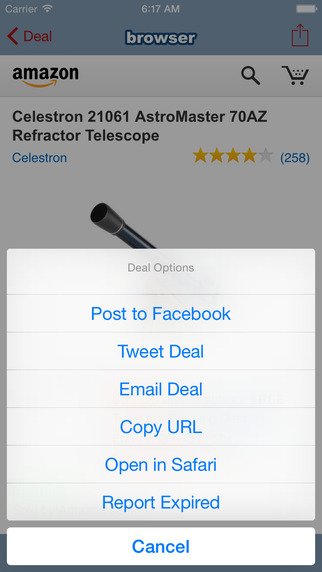 Carrier 6:17 AM
Deal browser
amazon
Celestron 21061 AstroMaster 70AZ
Refractor Telescope
Celestron (258)
Deal Options
Post to Facebook
Tweet Deal
Email Deal
Copy URL
Open in Safari
Report Expired
Cancel